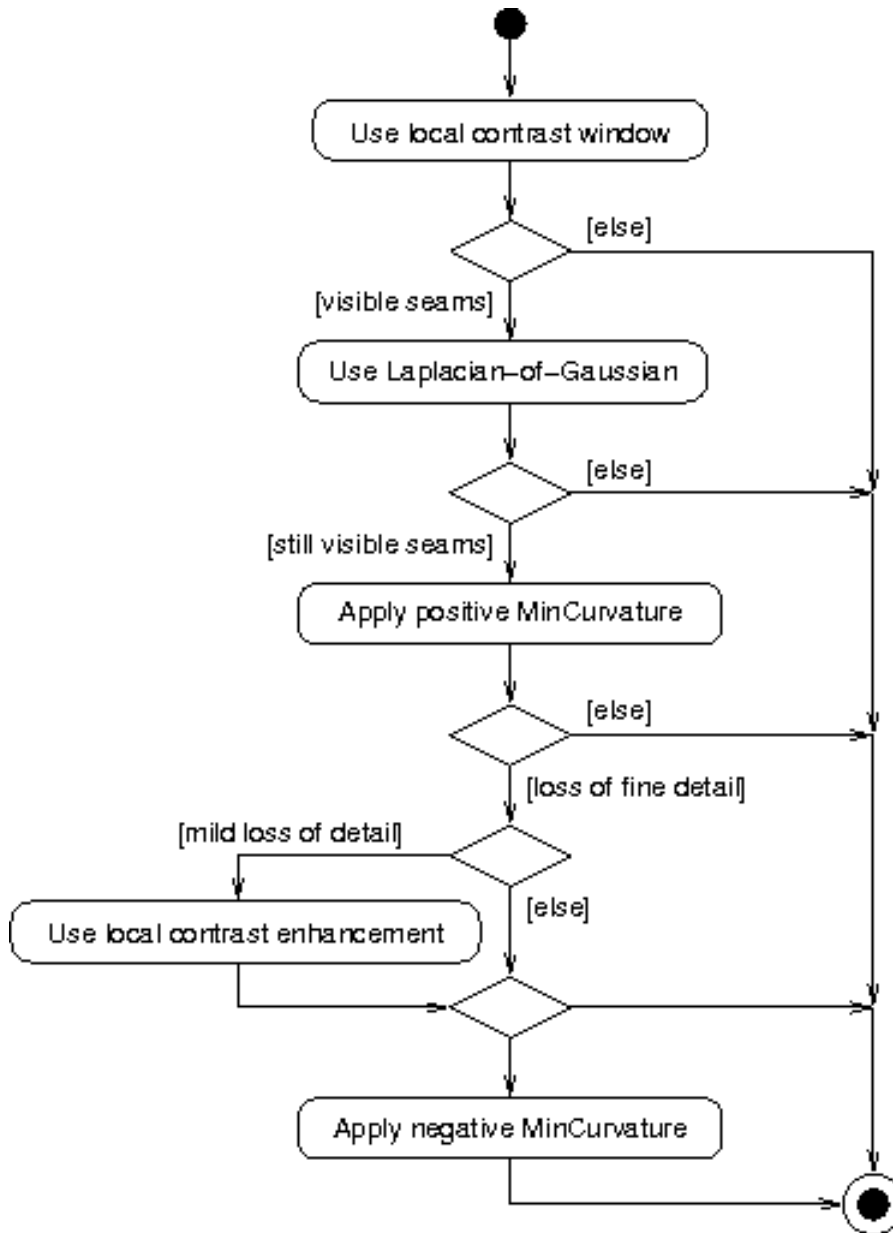 Use local contrast window
[else]
[visible seams]
Use Laplacian-of-Gaussian
[else]
[still visible seams]
Apply positive MinCurvature
[else]
[loss of fine detail]
[mild loss of detail]
[else]
Use local contrast enhancement
Apply negative MinCurvature